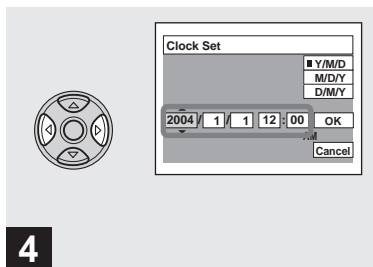 Clock Set
Y/M/D
M/D/Y
D/M/Y
2004 / 1 / 1 12 : 00 OK
AM
Cancel
4